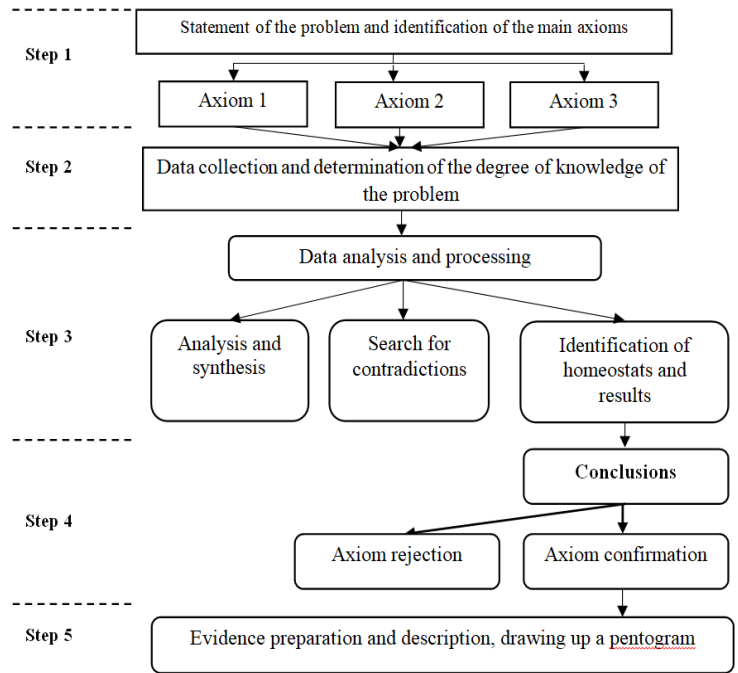 Statement of the problem and identification of the main axioms
Step 1
Axiom 1
Axiom 2
Axiom 3
Step 2
Data collection and determination of the degree of knowledge of
the problem
Data analysis and processing
Step 3
Analysis and
synthesis
Search for
contradictions
Identification of
homeostats and
results
Conclusions
Step 4
Axiom rejection
Axiom confirmation
Step 5
Evidence preparation and description, drawing up a pentogram